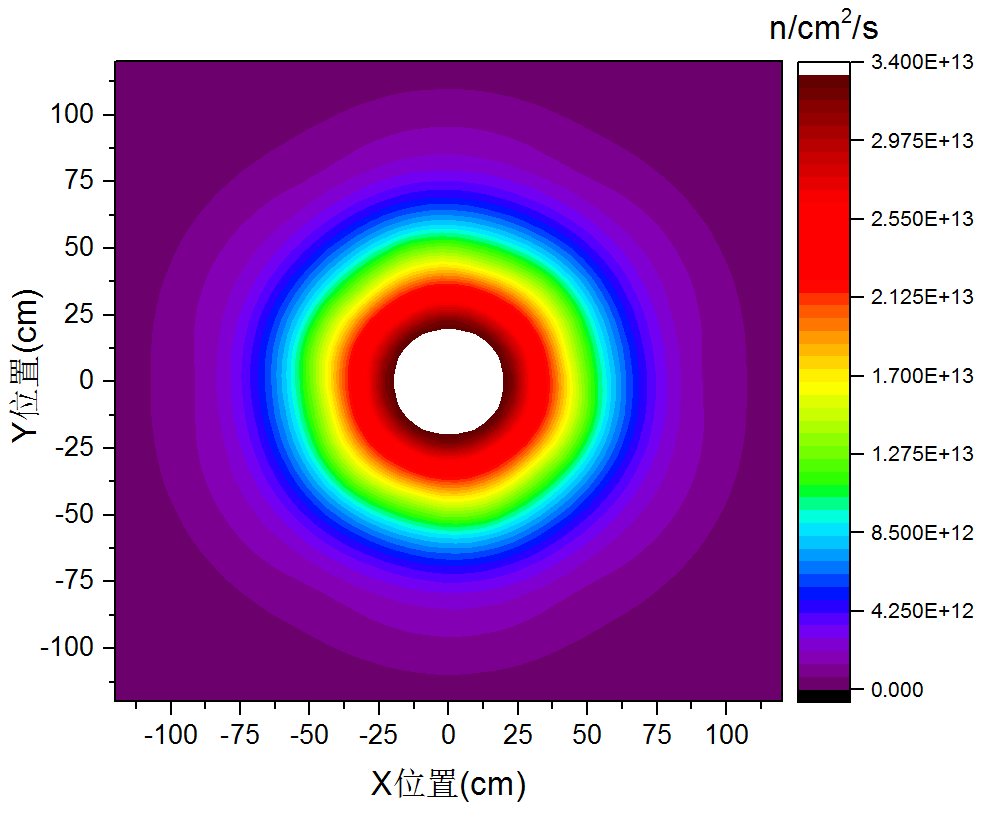 n/cm²/s
3.400E+13
2.975E+13
2.550E+13
2.125E+13
1.700E+13
1.275E+13
8.500E+12
4.250E+12
0.000
100
75
50
25
0
-25
-50
-75
-100
Y位置(cm)
-100 -75 -50 -25 0 25 50 75 100
X位置(cm)